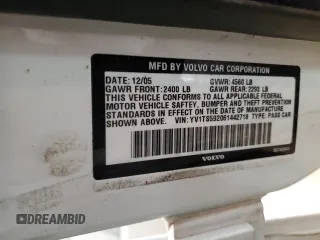 MFD BY VOLVO CAR CORPORATION
DATE: 12/05 GVWR: 4560 LB
GAWR FRONT:2400 LB GAWR REAR: 2293 LB
THIS VEHICLE CONFORMS TO ALL APPLICABLE FEDERAL
MOTOR VEHICLE SAFTEY, BUMPER AND THEFT PREVENTION
STANDARDS IN EFFECT ON THE DATE OF MANUFACTURE
SHOWN ABOVE
VIN: YV1TS592061442718 TYPE: PASS CAR
VOLVO
DREAMBID